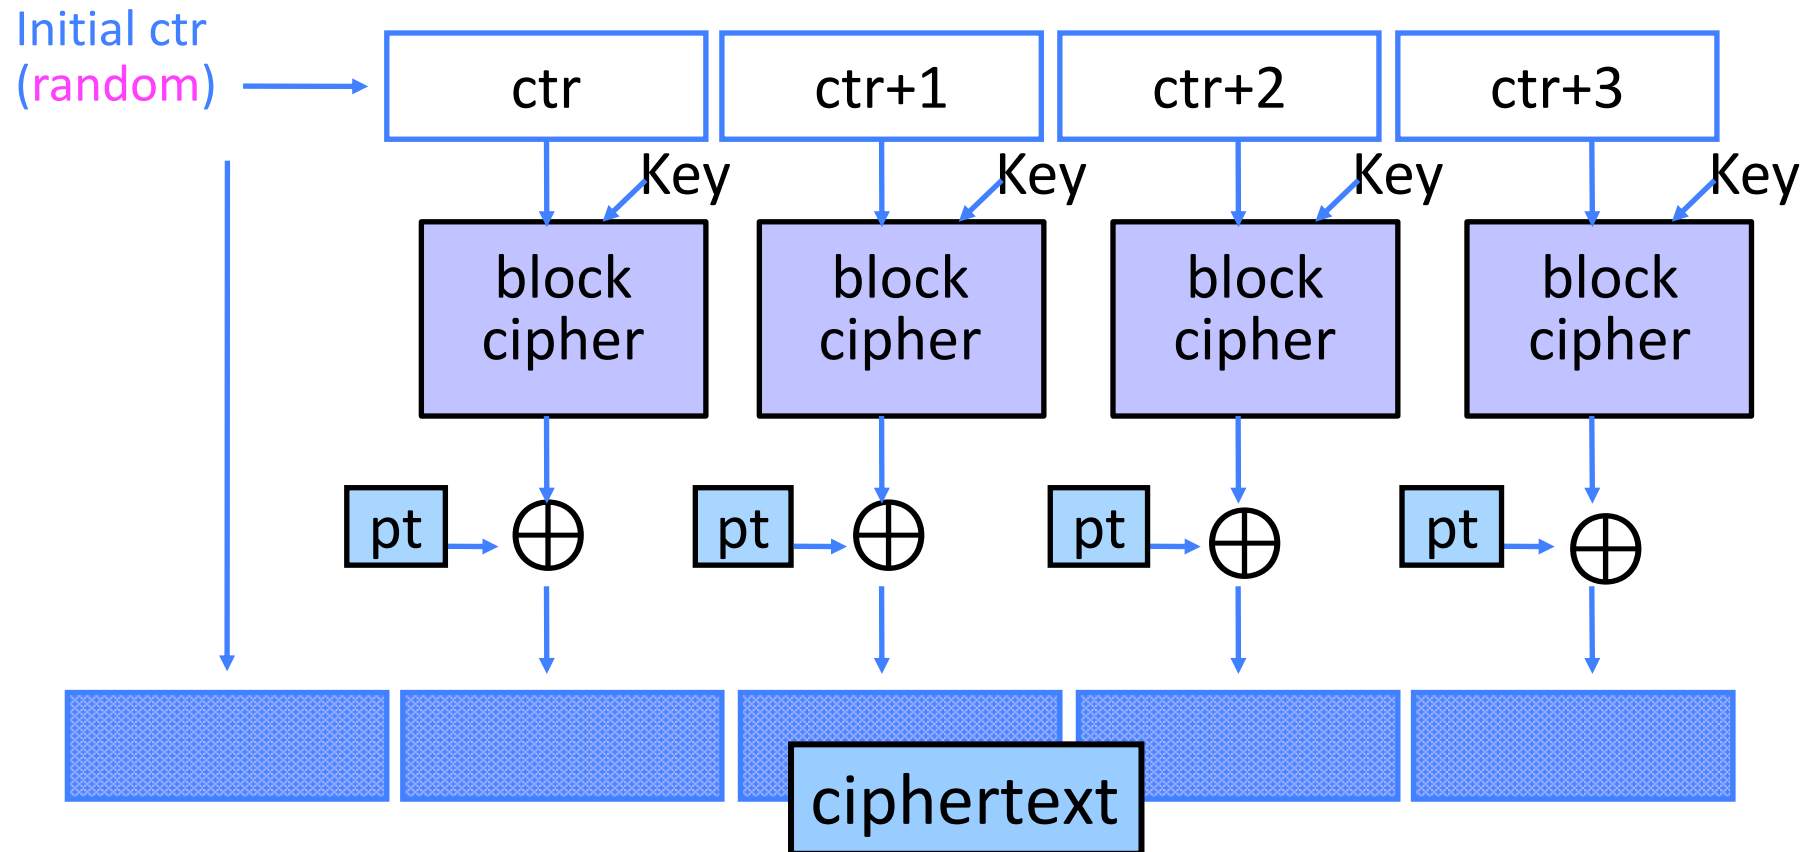 Initial ctr
(random)
ctr
ctr+1
ctr+2
ctr+3
Key
Key
Key
Key
block
cipher
block
cipher
block
cipher
block
cipher
pt
pt
pt
pt
ciphertext